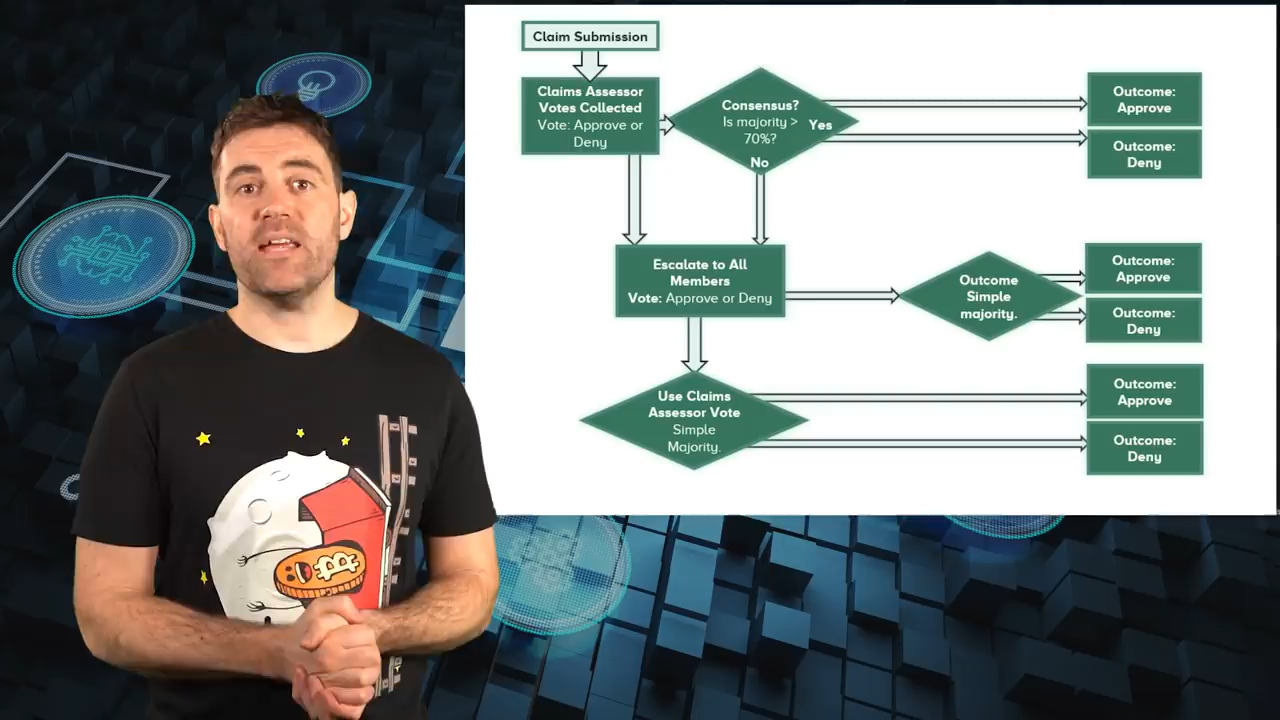 Claim Submission
Claims Assessor
Votes Collected
Vote: Approve or
Deny
Consensus?
Is majority >
70%?
Yes
No
Outcome:
Approve
Outcome:
Deny
Escalate to All
Members
Vote: Approve or Deny
Outcome
Simple
majority.
Outcome:
Approve
Outcome:
Deny
Use Claims
Assessor Vote
Simple
Majority.
Outcome:
Approve
Outcome:
Deny